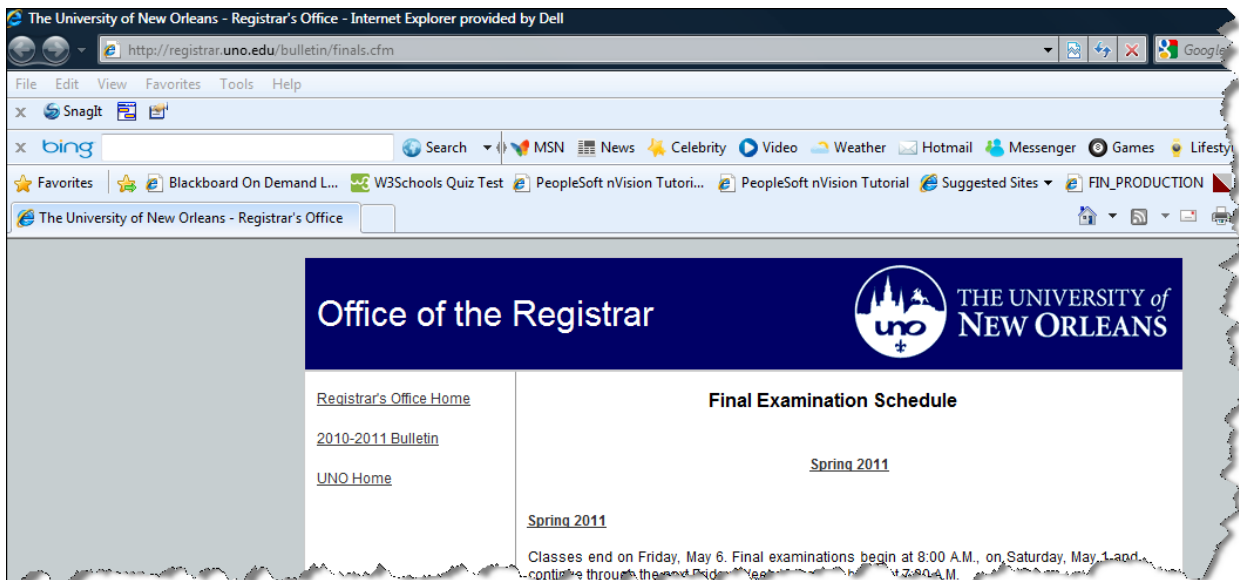 The University of New Orleans - Registrar's Office - Internet Explorer provided by Dell
http://registrar.uno.edu/bulletin/finals.cfm
Google
File Edit View Favorites Tools Help
x SnagIt
x bing Search MSN News Celebrity Video Weather Hotmail Messenger Games
Favorites Blackboard On Demand L... W3Schools Quiz Test PeopleSoft nVision Tutori... PeopleSoft nVision Tutorial Suggested Sites FIN_PRODUCTION
The University of New Orleans - Registrar's Office
Office of the Registrar
uno
THE UNIVERSITY of
NEW ORLEANS
Registrar's Office Home
2010-2011 Bulletin
UNO Home
Final Examination Schedule
Spring 2011
Spring 2011
Classes end on Friday, May 6. Final examinations begin at 8:00 A.M., on Saturday, May
continue through the next